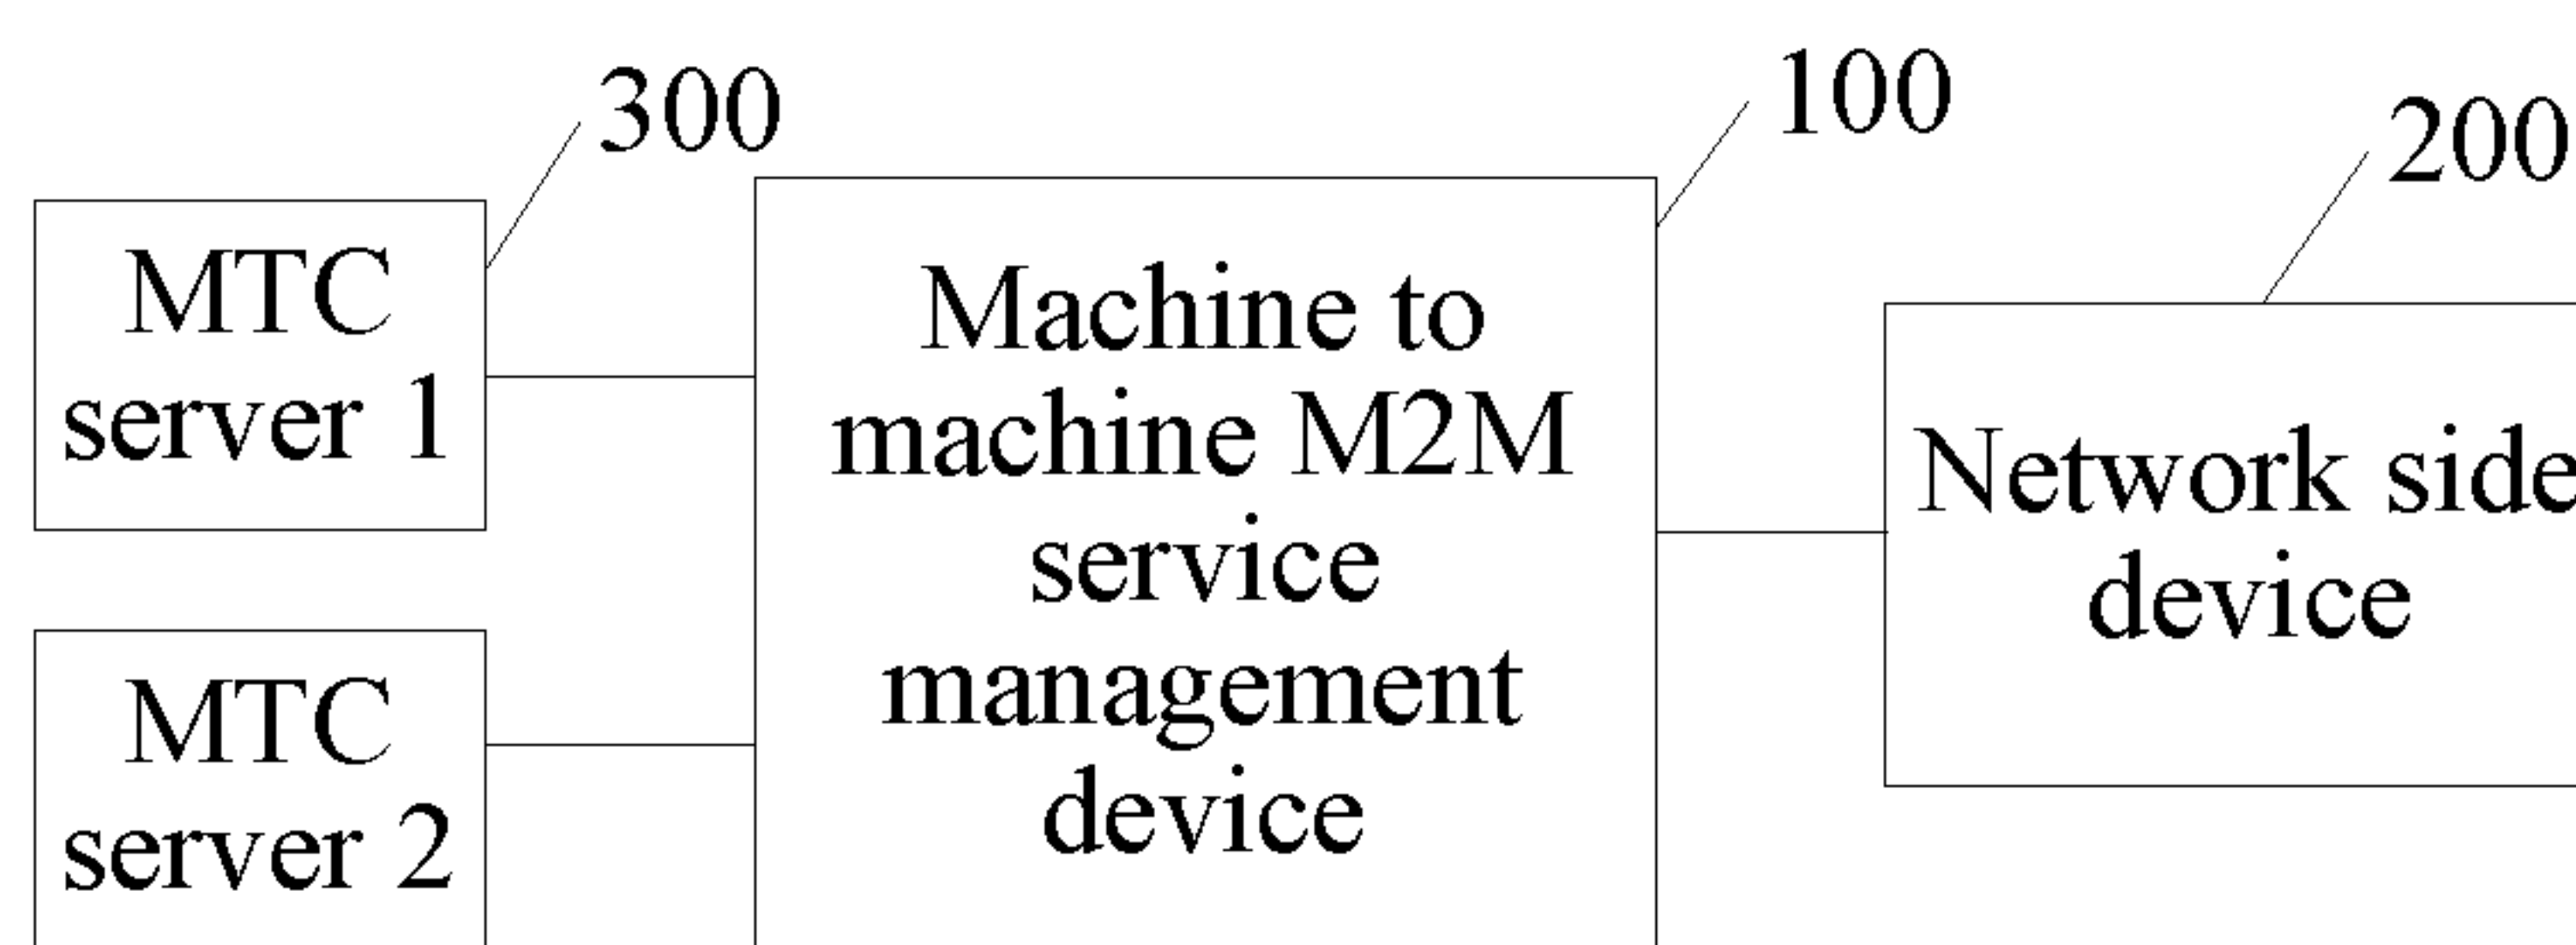 300
100
200
MTC
server 1
Machine to
machine M2M
service
management
device
Network side
device
MTC
server 2